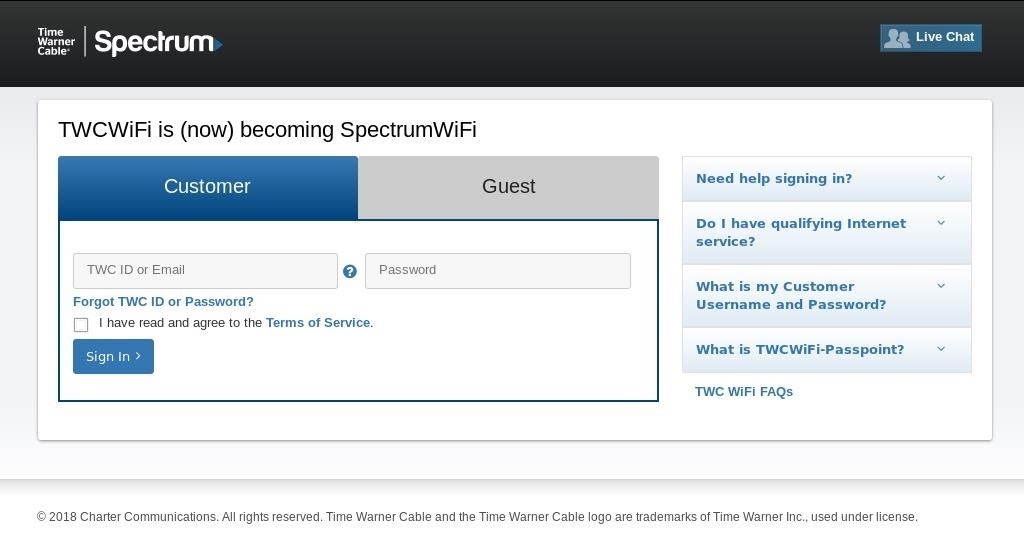 Time
Warner
Cable
Spectrum
Live Chat
TWCWiFi is (now) becoming SpectrumWiFi
Customer
Guest
TWC ID or Email
?
Password
Forgot TWC ID or Password?
I have read and agree to the Terms of Service.
Sign In ›
Need help signing in?
Do I have qualifying Internet
service?
What is my Customer
Username and Password?
What is TWCWiFi-Passpoint?
TWC WiFi FAQs
© 2018 Charter Communications. All rights reserved. Time Warner Cable and the Time Warner Cable logo are trademarks of Time Warner Inc., used under license.